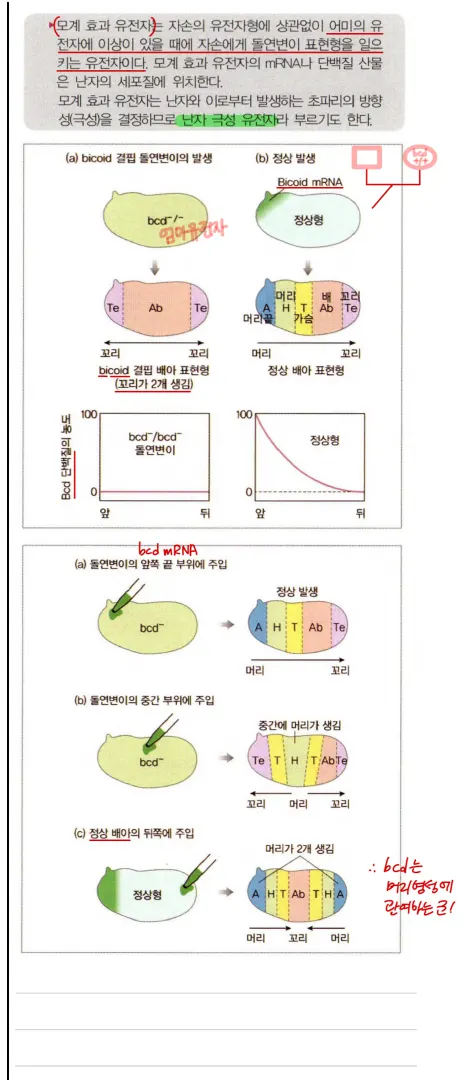 모계 효과 유전자는 자손의 유전자형에 상관없이 어미의 유
전자에 이상이 있을 때에 자손에게 돌연변이 표현형을 일으
키는 유전자이다. 모계 효과 유전자의 mRNA나 단백질 산물
은 난자의 세포질에 위치한다.
모계 효과 유전자는 난자와 이로부터 발생하는 초파리의 방향
성(극성)을 결정하므로 난자 극성 유전자라 부르기도 한다.
(a) bicoid 결핍 돌연변이의 발생
(b) 정상 발생
bcd
+/+
Bicoid mRNA
bcd-/-
엄마유전자
정상형
Te Ab Te
머리 배 꼬리
A H T Ab Te
머리끝 가슴
꼬리 꼬리
머리 꼬리
bicoid 결핍 배아 표현형
(꼬리가 2개 생김)
정상 배아 표현형
Bcd 단백질의 농도
100
bcd-/bcd-
돌연변이
0
앞 뒤
100
정상형
0
앞 뒤
bcd mRNA
(a) 돌연변이의 앞쪽 끝 부위에 주입
bcd-
정상 발생
A H T Ab Te
머리 꼬리
(b) 돌연변이의 중간 부위에 주입
bcd-
중간에 머리가 생김
Te T H T Ab Te
꼬리 머리 꼬리
(c) 정상 배아의 뒤쪽에 주입
정상형
머리가 2개 생김
A H T Ab T H A
머리 꼬리 머리
∴ bcd는
머리형성에
관여하는군!